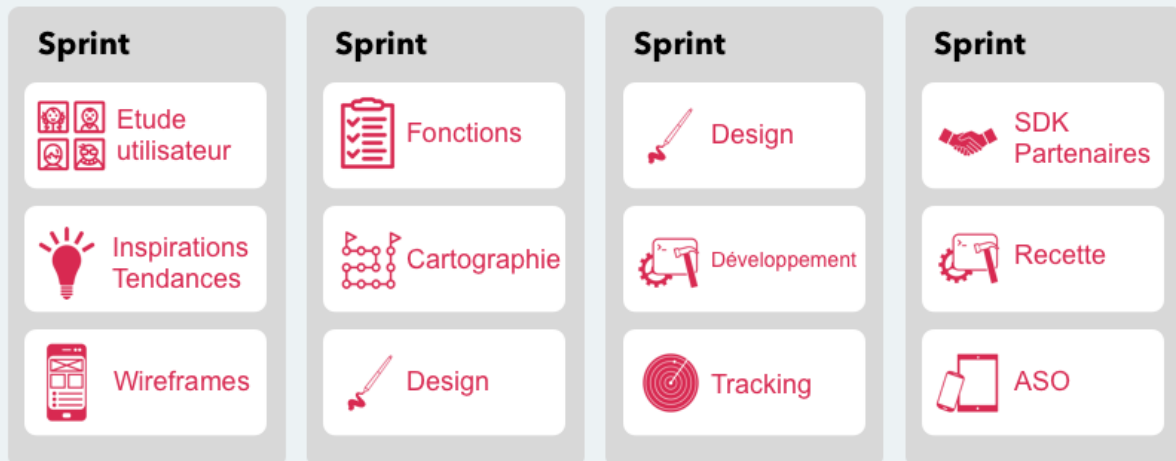 Sprint
Etude
utilisateur
Inspirations
Tendances
Wireframes
Sprint
Fonctions
Cartographie
Design
Sprint
Design
Développement
Tracking
Sprint
SDK
Partenaires
Recette
ASO